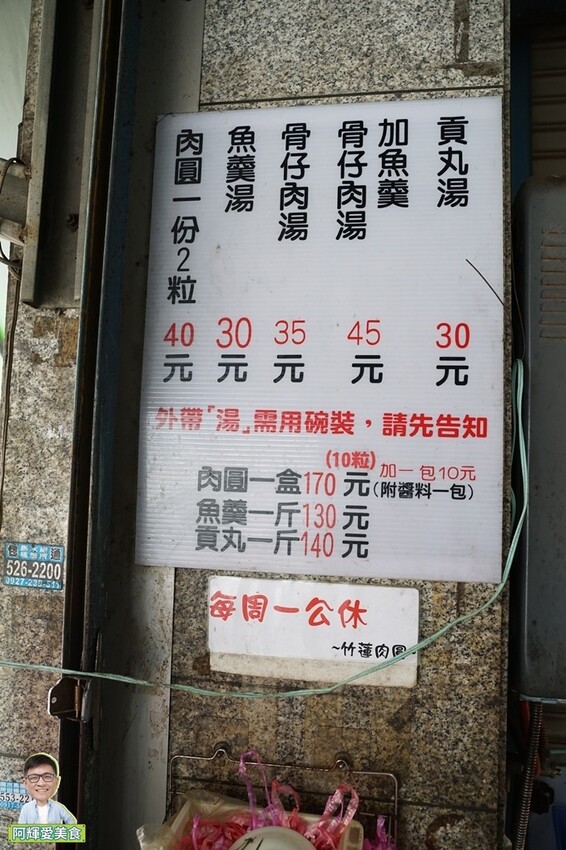 貢丸湯
30元
骨仔肉湯加魚羹
45元
骨仔肉湯
35元
魚羹湯
30元
肉圓一份2粒
40元
外帶「湯」需用碗裝，請先告知
(10粒)
肉圓一盒170元
加一包10元
(附醬料一包)
魚羹一斤130元
貢丸一斤140元
每周一公休
~竹蓮肉圓
526-2200
阿輝愛美食